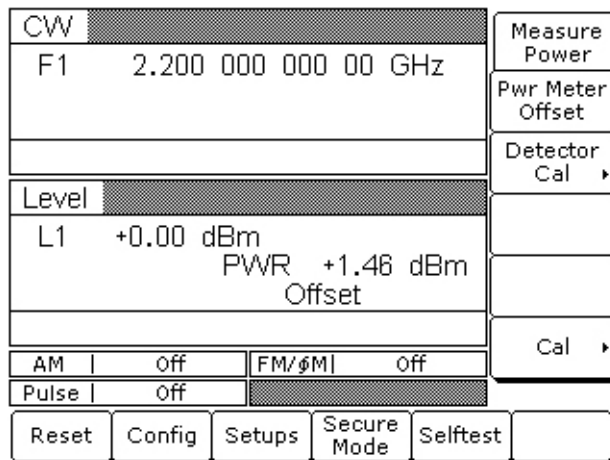 CW
F1 2.200 000 000 00 GHz
Level
L1 +0.00 dBm
PWR +1.46 dBm
Offset
AM | Off FM/ɸM| Off
Pulse | Off
Measure
Power
Pwr Meter
Offset
Detector
Cal ▸
Cal ▸
Reset Config Setups Secure Mode Selftest